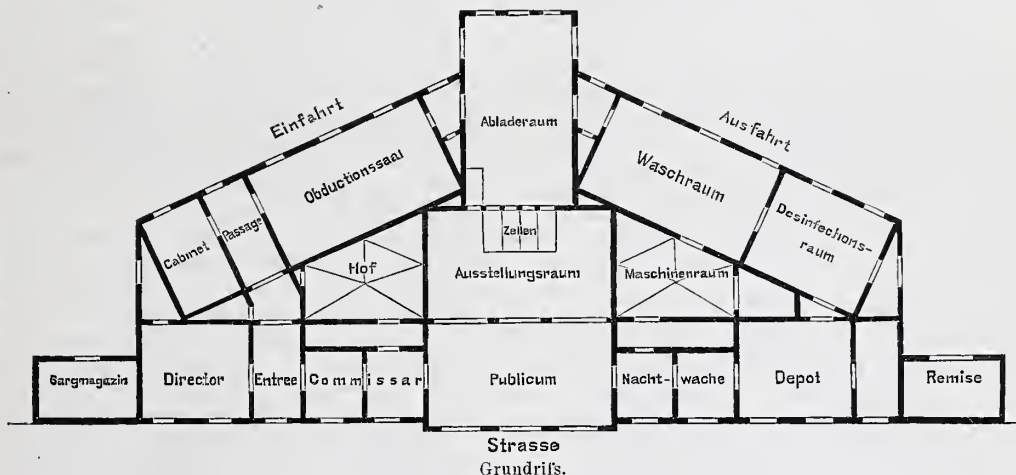 Einfahrt
Abladeraum
Ausfahrt
Obductionssaal
Waschraum
Cabinet
Passage
Desinfections-
raum
Zellen
Hof
Ausstellungsraum
Maschinenraum
Sargmagazin
Director
Entree
Commissar
Publicum
Nacht-
wache
Depot
Remise
Strasse
Grundriſs.